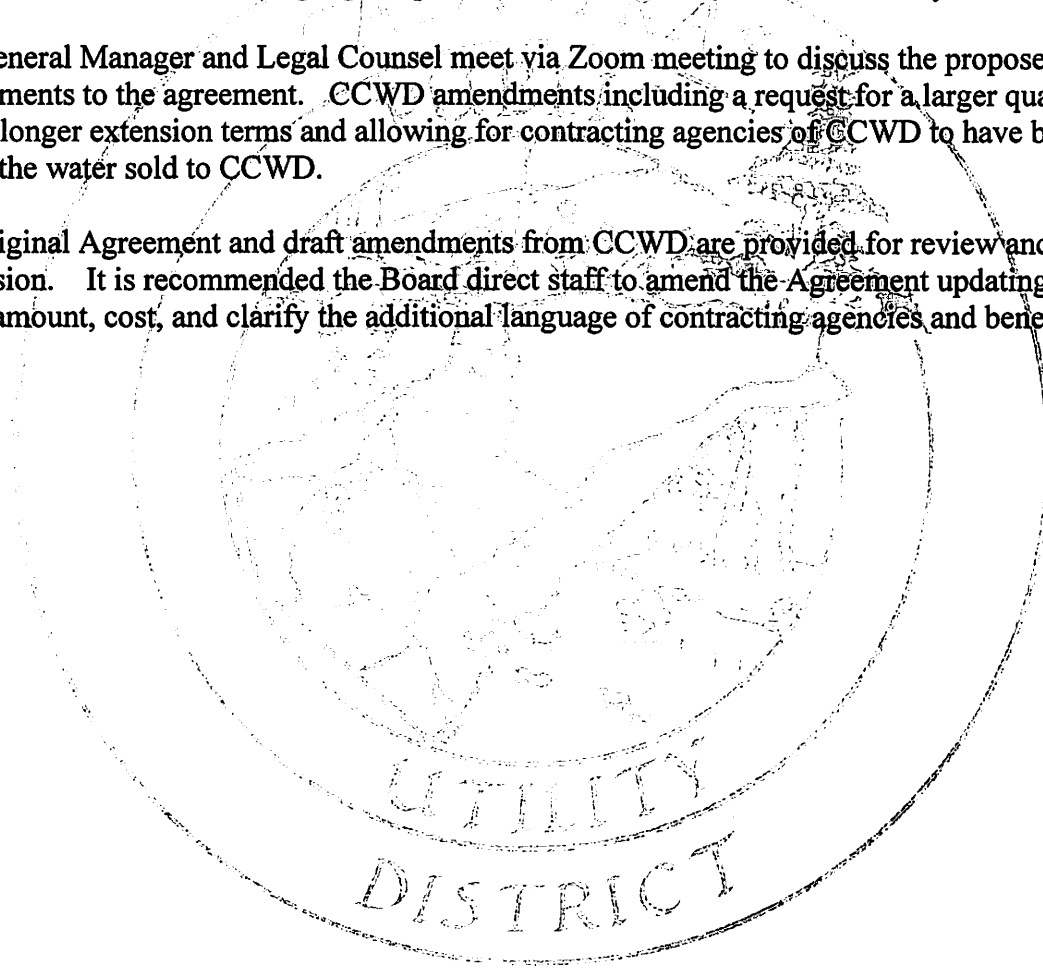 eneral Manager and Legal Counsel meet via Zoom meeting to discuss the propose
ments to the agreement. CCWD amendments including a request for a larger qua
longer extension terms and allowing for contracting agencies of CCWD to have b
the water sold to CCWD.
iginal Agreement and draft amendments from CCWD are provided for review and
sion. It is recommended the Board direct staff to amend the Agreement updating
amount, cost, and clarify the additional language of contracting agencies and bene
UTILITY
DISTRICT